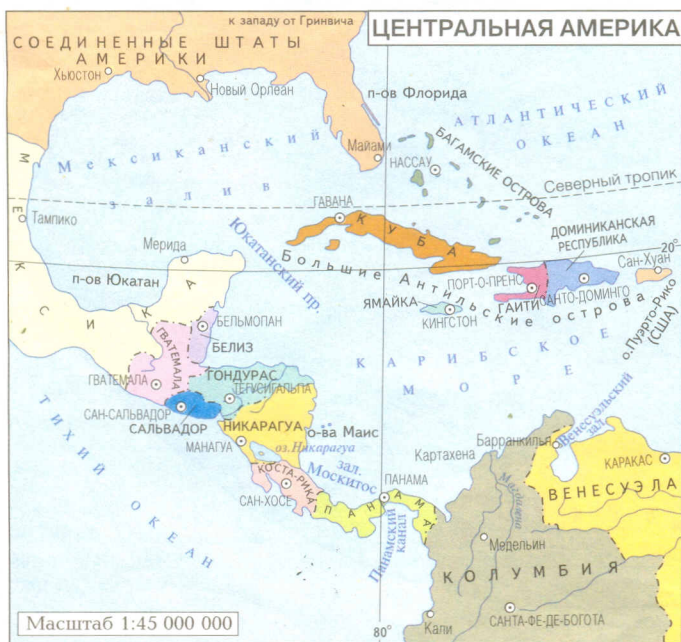 к западу от Гринвича
ЦЕНТРАЛЬНАЯ АМЕРИКА
СОЕДИНЕННЫЕ ШТАТЫ
АМЕРИКИ
Хьюстон
Новый Орлеан
п-ов Флорида
АТЛАНТИЧЕСКИЙ
ОКЕАН
Майами
НАССАУ
БАГАМСКИЕ ОСТРОВА
Мексиканский
залив
Северный тропик
МЕКСИКА
Тампико
ГАВАНА
КУБА
Мерида
Юкатанский пр.
п-ов Юкатан
Большие Антильские острова
ДОМИНИКАНСКАЯ
РЕСПУБЛИКА
20°
Сан-Хуан
ПОРТ-О-ПРЕНС
ГАИТИ
САНТО-ДОМИНГО
о.Пуэрто-Рико
(США)
ЯМАЙКА
КИНГСТОН
БЕЛЬМОПАН
БЕЛИЗ
ГВАТЕМАЛА
ГВАТЕМАЛА
ГОНДУРАС
ТЕГУСИГАЛЬПА
КАРИБСКОЕ
МОРЕ
САН-САЛЬВАДОР
САЛЬВАДОР
НИКАРАГУА
МАНАГУА
оз.Никарагуа
о-ва Маис
зал.
Москитос
ТИХИЙ ОКЕАН
КОСТА-РИКА
САН-ХОСЕ
ПАНАМА
ПАНАМА
Панамский
канал
Картахена
Барранкилья
Венесуэльский
зал.
КАРАКАС
ВЕНЕСУЭЛА
Медельин
КОЛУМБИЯ
Кали
САНТА-ФЕ-ДЕ-БОГОТА
80°
Масштаб 1:45 000 000